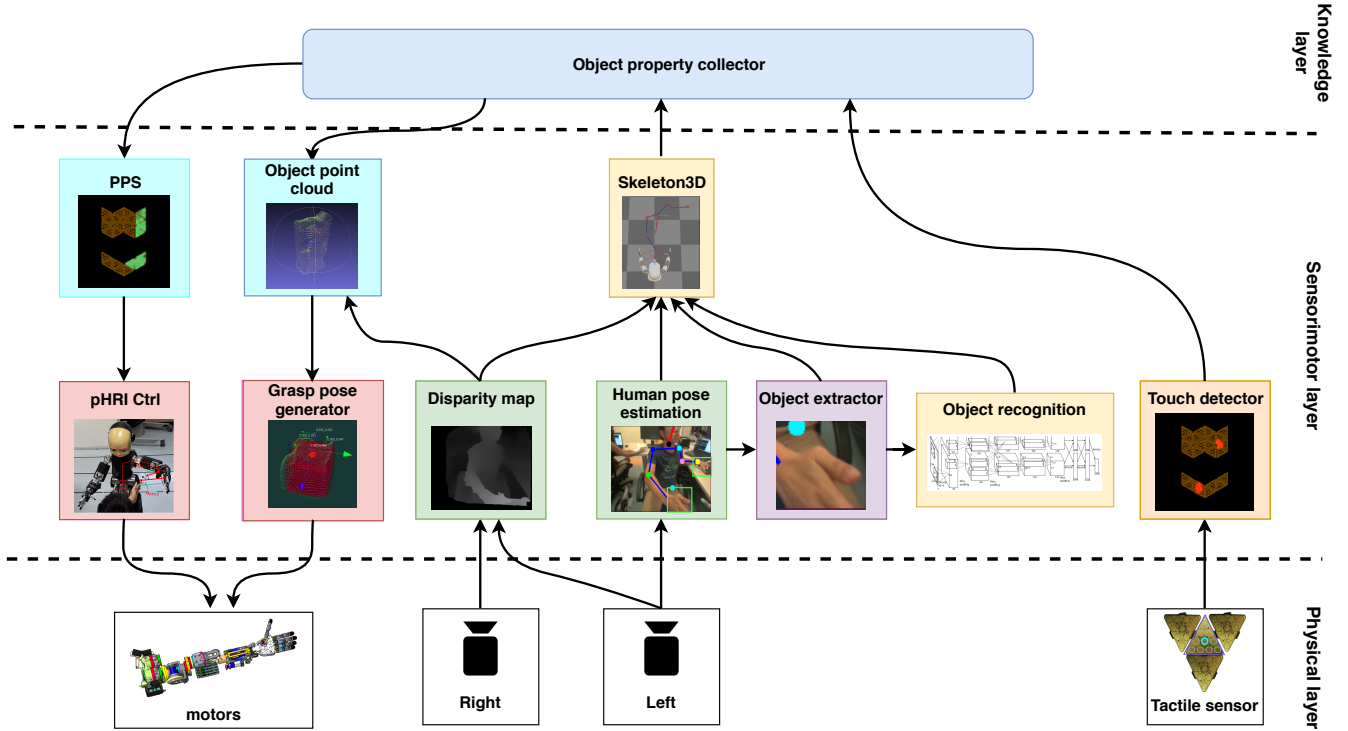 Knowledge
layer
Object property collector
PPS
Object point
cloud
Skeleton3D
Sensorimotor layer
pHRI Ctrl
Grasp pose
generator
Disparity map
Human pose
estimation
Object extractor
Object recognition
Touch detector
Physical layer
motors
Right
Left
Tactile sensor